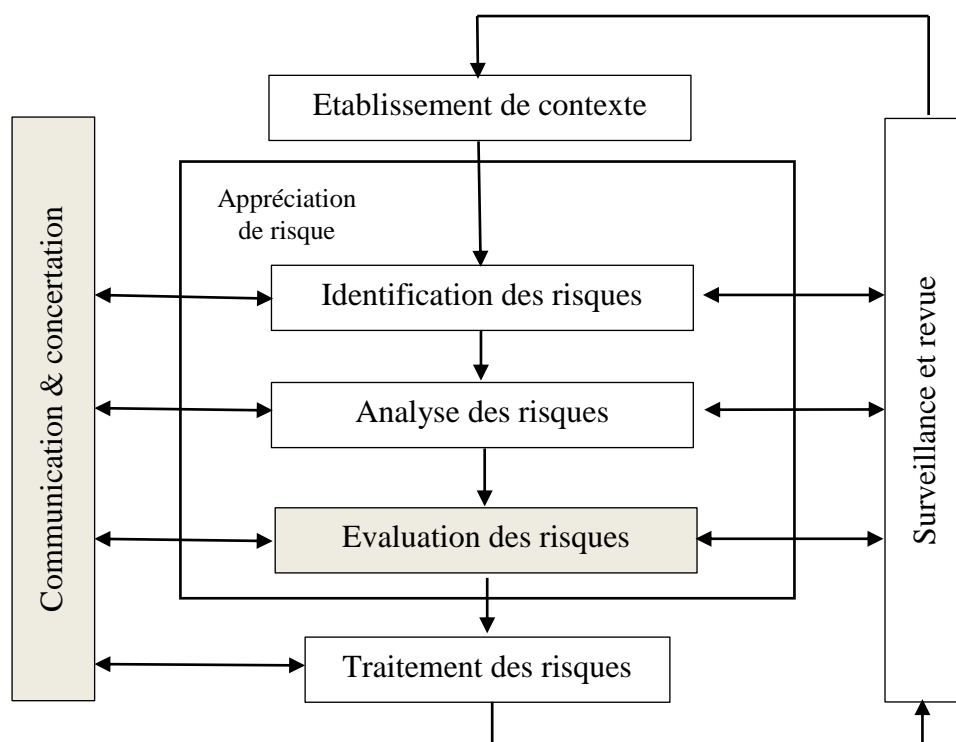 Etablissement de contexte
Appréciation
de risque
Identification des risques
Analyse des risques
Evaluation des risques
Traitement des risques
Communication & concertation
Surveillance et revue